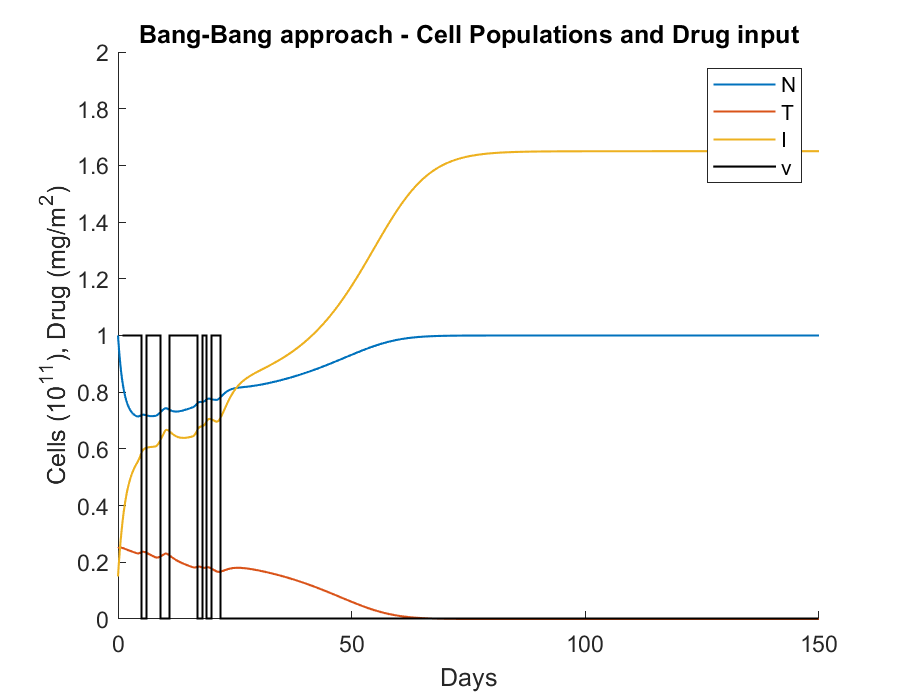 Bang-Bang approach - Cell Populations and Drug input
2
1.8
1.6
1.4
1.2
1
0.8
0.6
0.4
0.2
0
Cells (10^11), Drug (mg/m^2)
N
T
I
v
0
50
100
150
Days